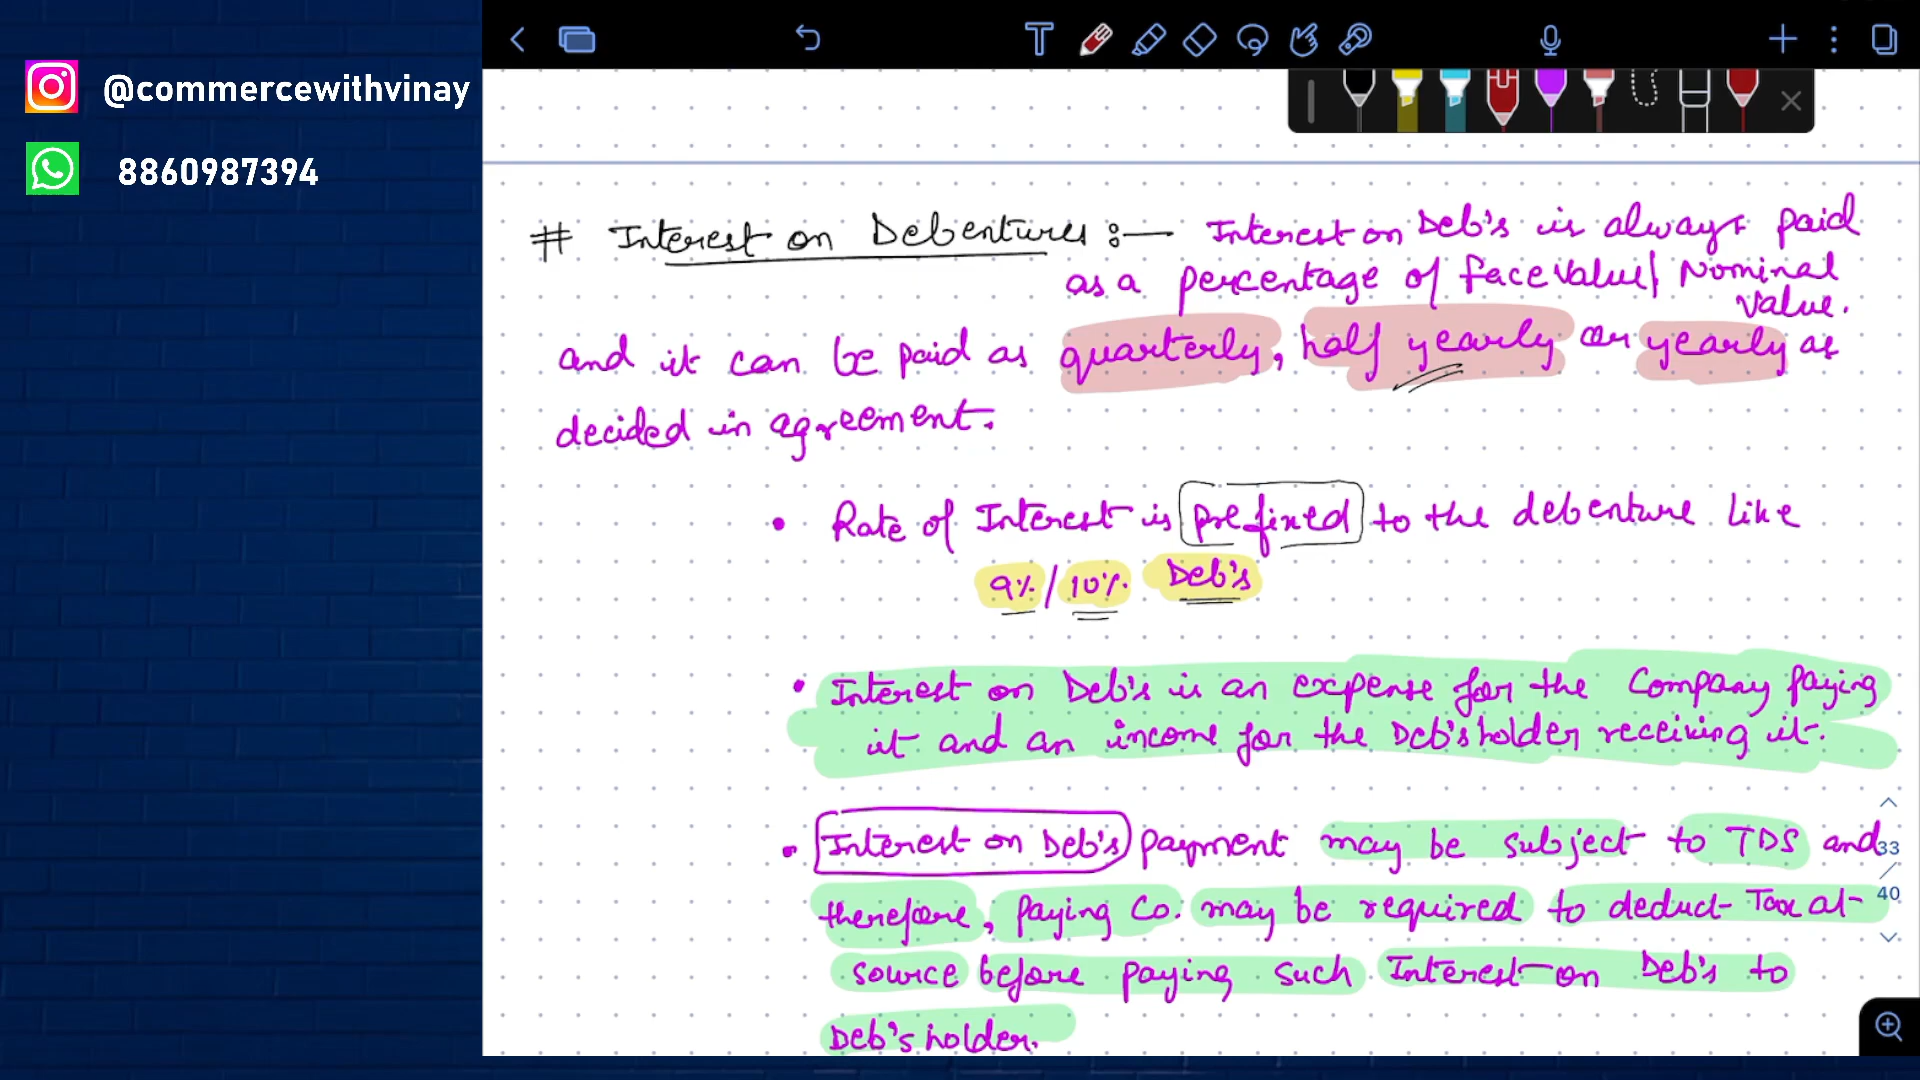 @commercewithvinay
8860987394
# Interest on Debentures :— Interest on Deb's is always paid
as a percentage of face value/ Nominal
value.
and it can be paid as quarterly, half yearly or yearly as
decided in agreement.
• Rate of Interest is prefixed to the debenture like
9%/10% Deb's
• Interest on Deb's is an expense for the Company paying
it and an income for the Deb's holder receiving it.
• Interest on Deb's payment may be subject to TDS and
therefore, paying Co. may be required to deduct Tax at
source before paying such Interest on Deb's to
Deb's holder.
33
/
40